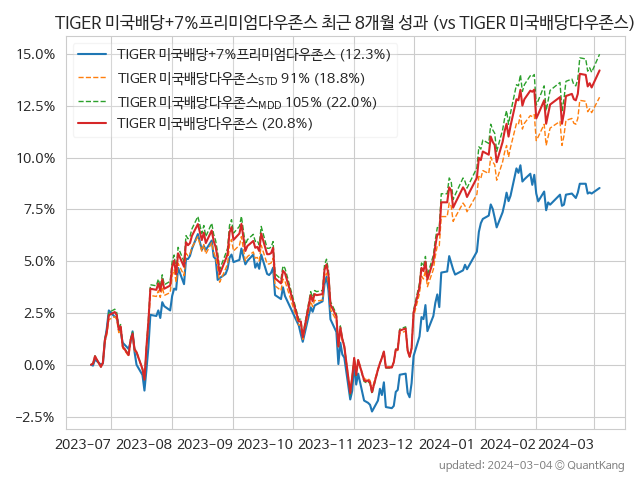 TIGER 미국배당+7%프리미엄다우존스 최근 8개월 성과 (vs TIGER 미국배당다우존스)
TIGER 미국배당+7%프리미엄다우존스 (12.3%)
TIGER 미국배당다우존스STD 91% (18.8%)
TIGER 미국배당다우존스MDD 105% (22.0%)
TIGER 미국배당다우존스 (20.8%)
15.0%
12.5%
10.0%
7.5%
5.0%
2.5%
0.0%
−2.5%
2023-07 2023-08 2023-09 2023-10 2023-11 2023-12 2024-01 2024-02 2024-03
updated: 2024-03-04 © QuantKang